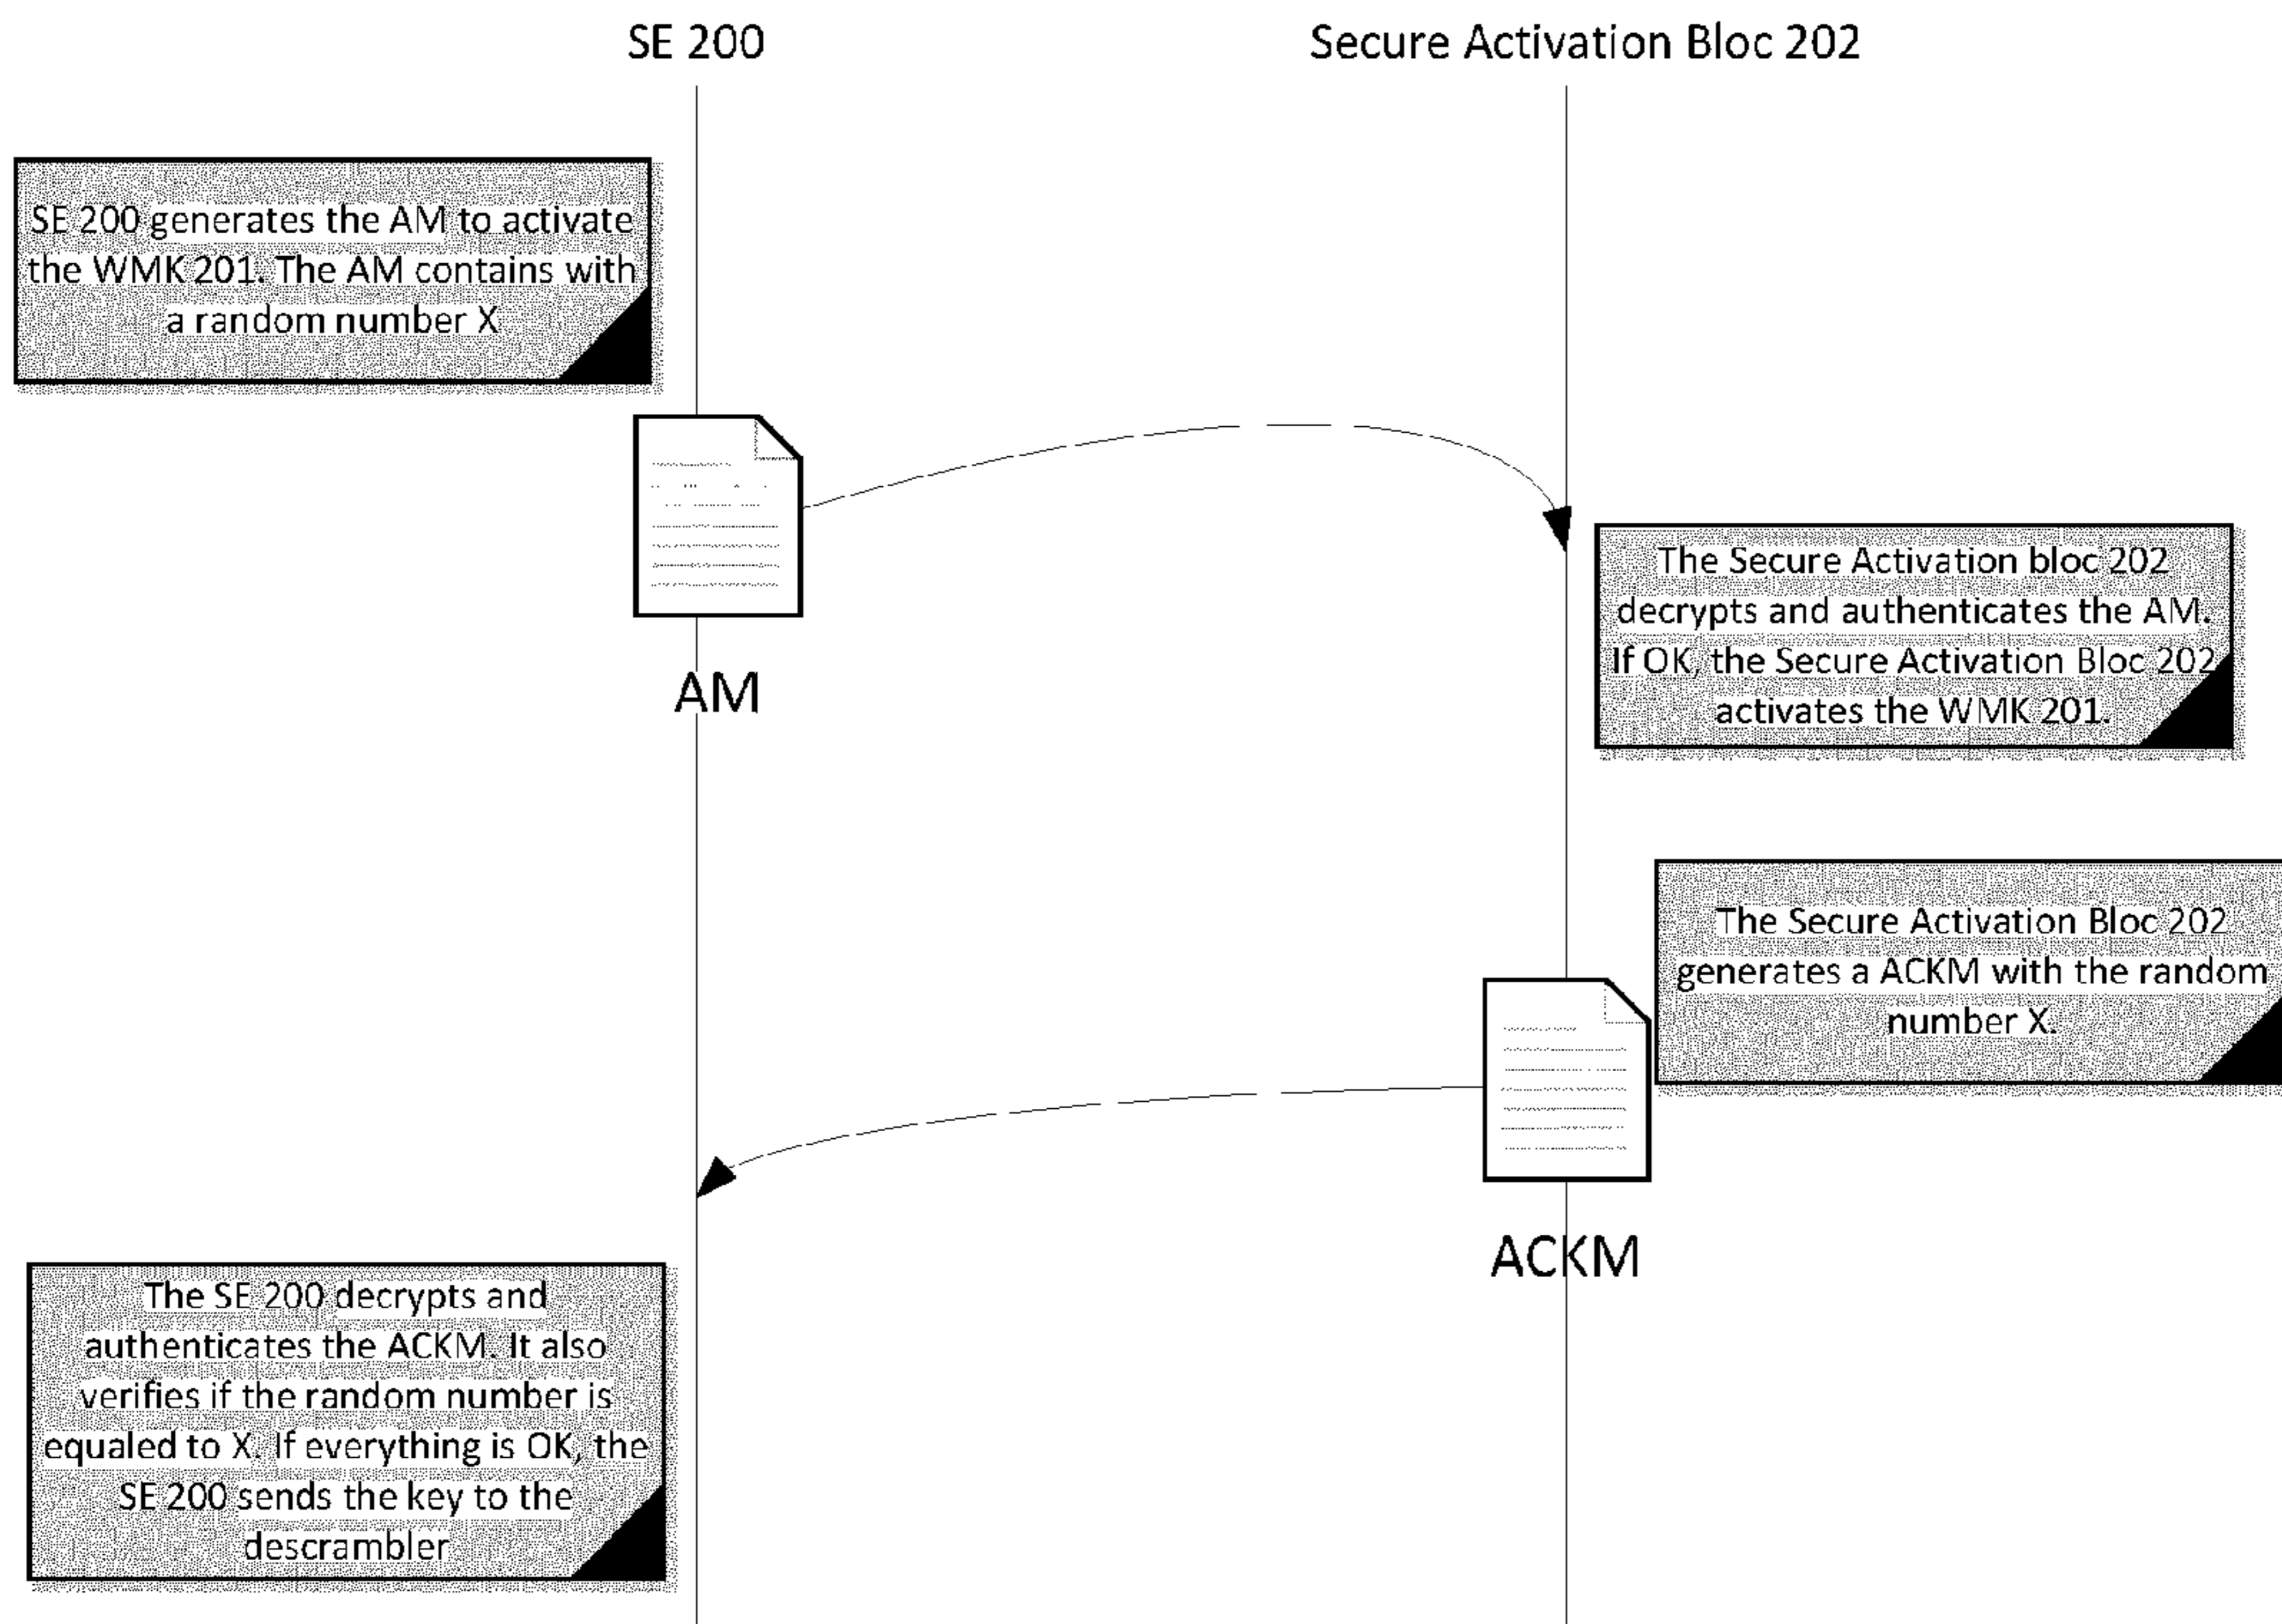 SE 200
Secure Activation Bloc 202
SE 200 generates the AM to activate
the WMK 201. The AM contains with
a random number X
AM
The Secure Activation bloc 202
decrypts and authenticates the AM.
If OK, the Secure Activation Bloc 202
activates the WMK 201.
The Secure Activation Bloc 202
generates a ACKM with the random
number X.
ACKM
The SE 200 decrypts and
authenticates the ACKM. It also
verifies if the random number is
equaled to X. If everything is OK, the
SE 200 sends the key to the
descrambler